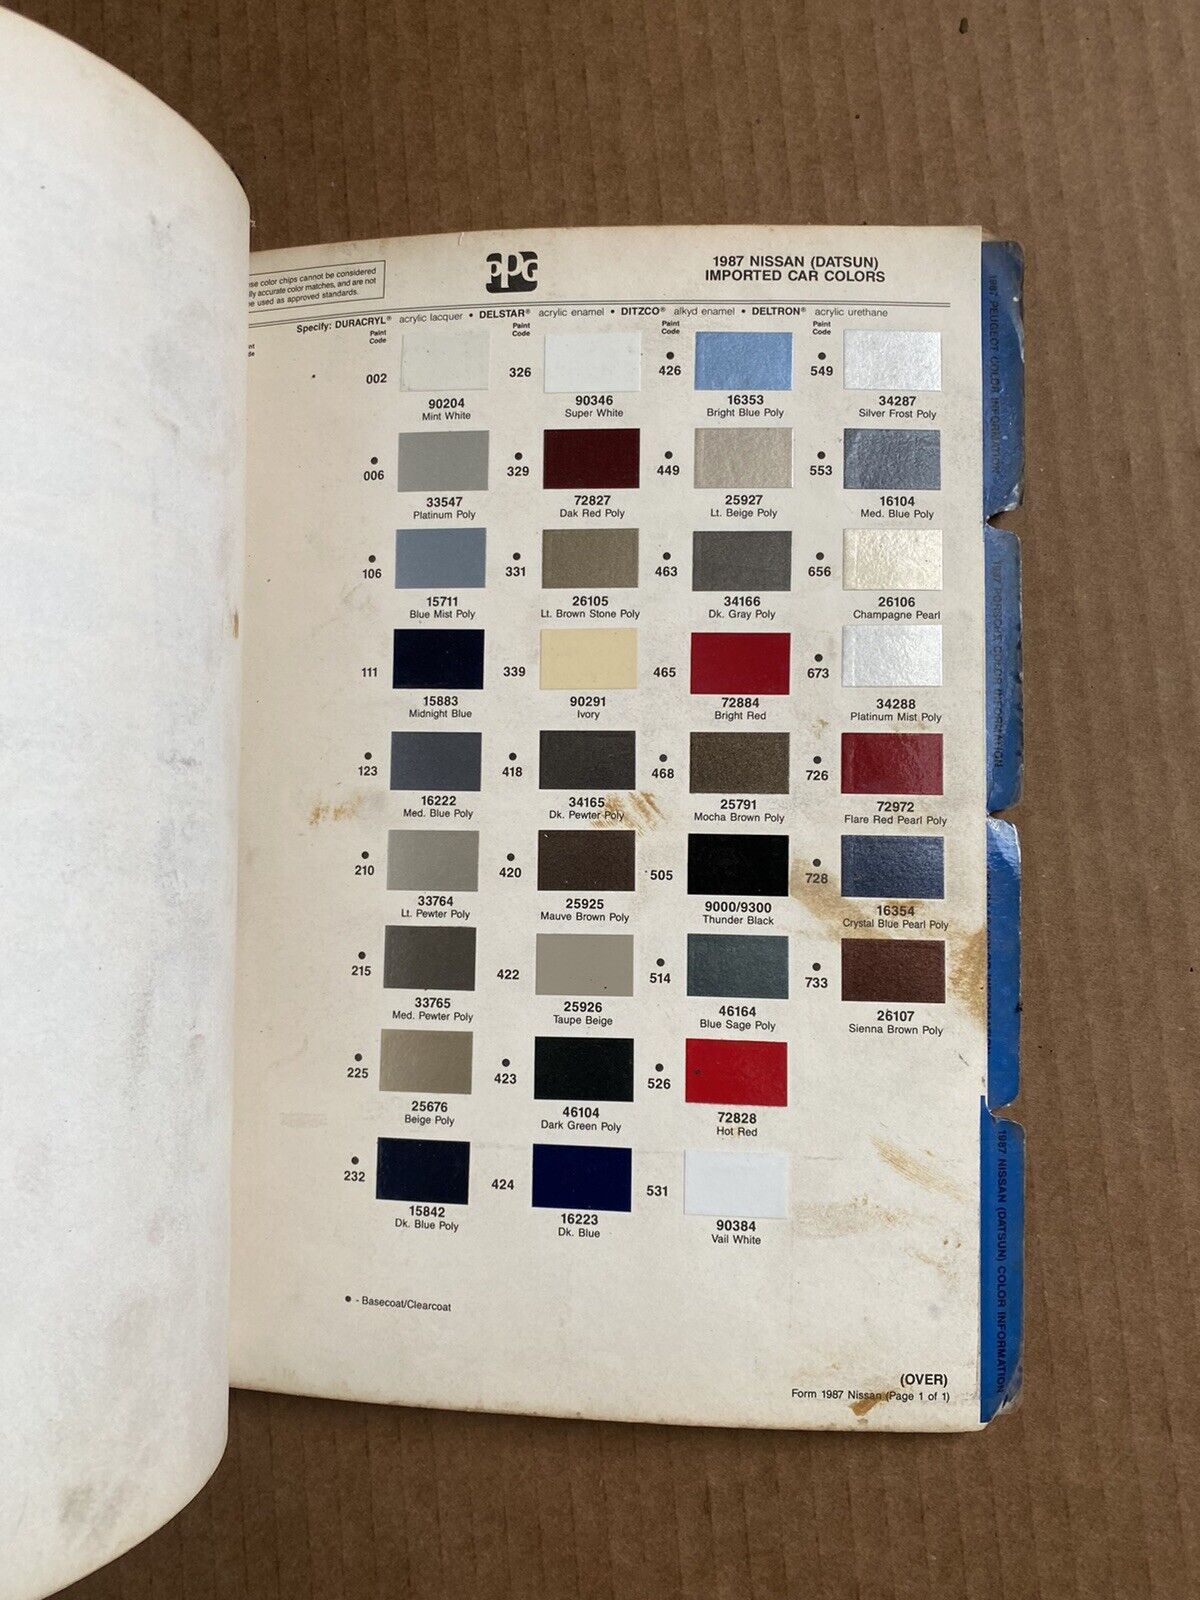 se color chips cannot be considered
lly accurate color matches, and are not
be used as approved standards.
PPG
1987 NISSAN (DATSUN)
IMPORTED CAR COLORS
Specify: DURACRYL® acrylic lacquer • DELSTAR® acrylic enamel • DITZCO® alkyd enamel • DELTRON® acrylic urethane
Paint Code
Paint Code
Paint Code
Paint Code
002
90204
Mint White
326
90346
Super White
• 426
16353
Bright Blue Poly
• 549
34287
Silver Frost Poly
• 006
33547
Platinum Poly
• 329
72827
Dak Red Poly
• 449
25927
Lt. Beige Poly
• 553
16104
Med. Blue Poly
• 106
15711
Blue Mist Poly
• 331
26105
Lt. Brown Stone Poly
• 463
34166
Dk. Gray Poly
• 656
26106
Champagne Pearl
111
15883
Midnight Blue
339
90291
Ivory
465
72884
Bright Red
• 673
34288
Platinum Mist Poly
• 123
16222
Med. Blue Poly
• 418
34165
Dk. Pewter Poly
• 468
25791
Mocha Brown Poly
• 726
72972
Flare Red Pearl Poly
• 210
33764
Lt. Pewter Poly
• 420
25925
Mauve Brown Poly
505
9000/9300
Thunder Black
• 728
16354
Crystal Blue Pearl Poly
• 215
33765
Med. Pewter Poly
422
25926
Taupe Beige
• 514
46164
Blue Sage Poly
• 733
26107
Sienna Brown Poly
• 225
25676
Beige Poly
• 423
46104
Dark Green Poly
• 526
72828
Hot Red
• 232
15842
Dk. Blue Poly
424
16223
Dk. Blue
531
90384
Vail White
• - Basecoat/Clearcoat
(OVER)
Form 1987 Nissan (Page 1 of 1)
1987 PEUGEOT COLOR INFORMATION
1987 PORSCHE COLOR INFORMATION
1987 NISSAN (DATSUN) COLOR INFORMATION